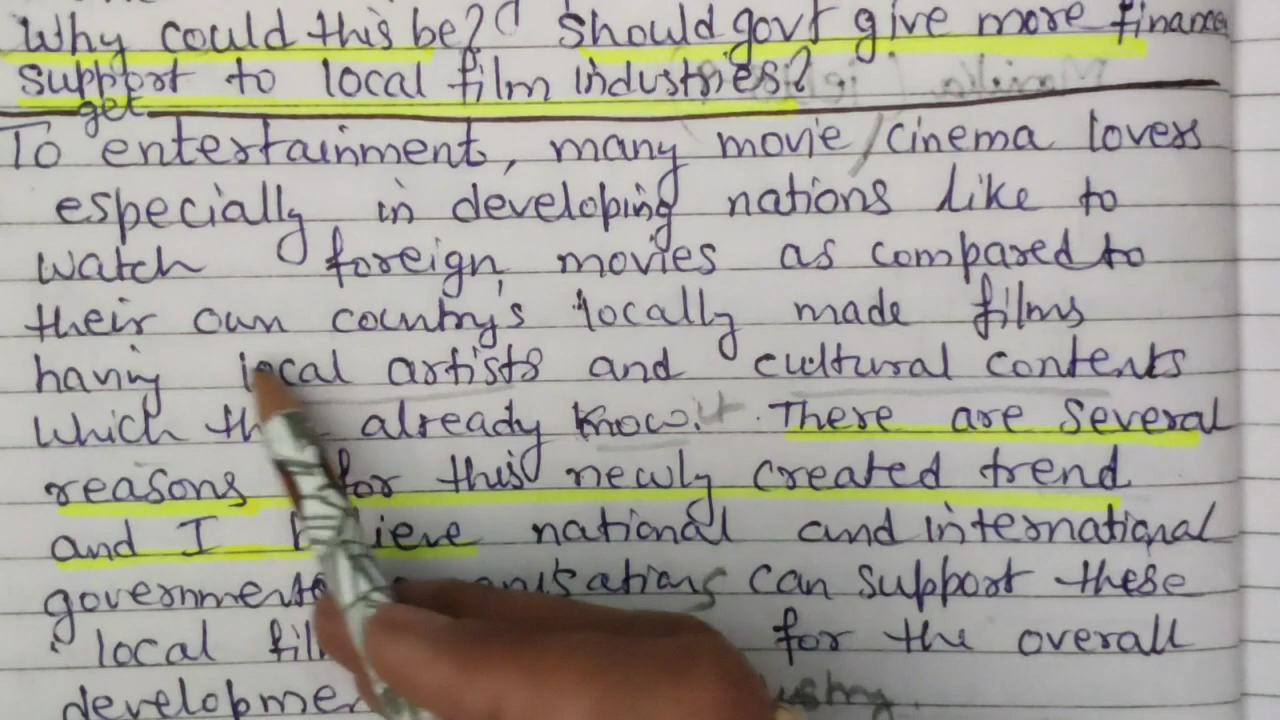 Why could this be? Should govt give more finance
support to local film industries?
get
To entertainment, many movie/cinema lovers
especially in developing nations like to
watch foreign movies as compared to
their own country's locally made films
having local artists and cultural contents
which already know. There are several
reasons for this newly created trend
and I believe national and international
government can support these
local for the overall